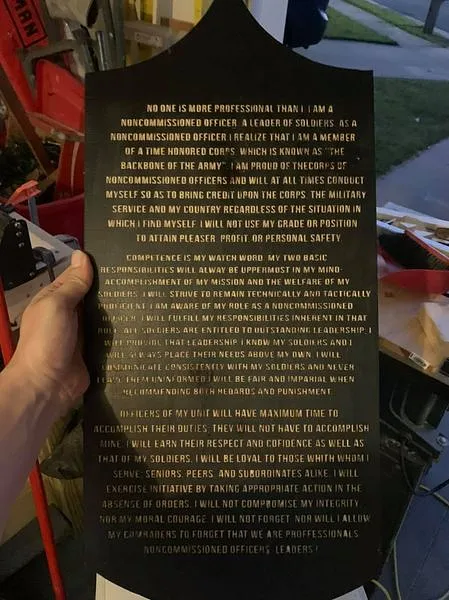 MAN
NO ONE IS MORE PROFESSIONAL THAN I. I AM A
NONCOMMISSIONED OFFICER, A LEADER OF SOLDIERS. AS A
NONCOMMISSIONED OFFICER I REALIZE THAT I AM A MEMBER
OF A TIME HONORED CORPS, WHICH IS KNOWN AS "THE
BACKBONE OF THE ARMY". I AM PROUD OF THECORPS OF
NONCOMMISSIONED OFFICERS AND WILL AT ALL TIMES CONDUCT
MYSELF SO AS TO BRING CREDIT UPON THE CORPS, THE MILITARY
SERVICE AND MY COUNTRY REGARDLESS OF THE SITUATION IN
WHICH I FIND MYSELF. I WILL NOT USE MY GRADE OR POSITION
TO ATTAIN PLEASER, PROFIT, OR PERSONAL SAFETY
COMPETENCE IS MY WATCH WORD. MY TWO BASIC
RESPONSIBILITIES WILL ALWAY BE UPPERMOST IN MY MIND-
ACCOMPLISHMENT OF MY MISSION AND THE WELFARE OF MY
SOLDIERS. I WILL STRIVE TO REMAIN TECHNICALLY AND TACTICALLY
PROFICIENT. I AM AWARE OF MY ROLE AS A NONCOMMISSIONED
OFFICER. I WILL FULFILL MY RESPONSIBILITIES INHERENT IN THAT
ROLE. ALL SOLDIERS ARE ENTITLED TO OUTSTANDING LEADERSHIP; I
WILL PROVIDE THAT LEADERSHIP. I KNOW MY SOLDIERS AND I
WILL ALWAYS PLACE THEIR NEEDS ABOVE MY OWN. I WILL
COMMUNICATE CONSISTENTLY WITH MY SOLDIERS AND NEVER
LEAVE THEM UNINFORMED. I WILL BE FAIR AND IMPARIAL WHEN
RECOMMENDING BOTH REGARDS AND PUNISHMENT.
OFFICERS OF MY UNIT WILL HAVE MAXIMUM TIME TO
ACCOMPLISH THEIR DUTIES; THEY WILL NOT HAVE TO ACCOMPLISH
MINE. I WILL EARN THEIR RESPECT AND COFIDENCE AS WELL AS
THAT OF MY SOLDIERS. I WILL BE LOYAL TO THOSE WHITH WHOM I
SERVE; SENIORS, PEERS, AND SUBORDINATES ALIKE. I WILL
EXERCISE INITIATIVE BY TAKING APPROPRIATE ACTION IN THE
ABSENSE OF ORDERS. I WILL NOT COMPROMISE MY INTEGRITY,
NOR MY MORAL COURAGE. I WILL NOT FORGET, NOR WILL I ALLOW
MY COMRADERS TO FORGET THAT WE ARE PROFFESSIONALS,
NONCOMMISSIONED OFFICERS, LEADERS!